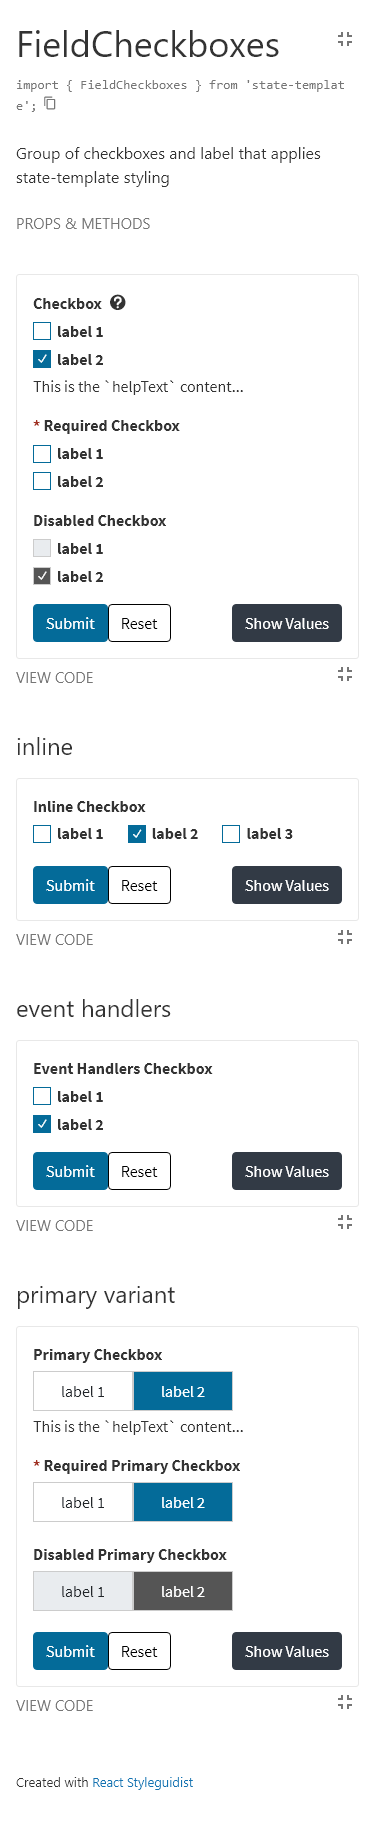 FieldCheckboxes
import { FieldCheckboxes } from 'state-templat
e';
Group of checkboxes and label that applies
state-template styling
PROPS & METHODS
Checkbox
label 1
label 2
This is the `helpText` content...
* Required Checkbox
label 1
label 2
Disabled Checkbox
label 1
label 2
Submit Reset Show Values
VIEW CODE
inline
Inline Checkbox
label 1 label 2 label 3
Submit Reset Show Values
VIEW CODE
event handlers
Event Handlers Checkbox
label 1
label 2
Submit Reset Show Values
VIEW CODE
primary variant
Primary Checkbox
label 1 label 2
This is the `helpText` content...
* Required Primary Checkbox
label 1 label 2
Disabled Primary Checkbox
label 1 label 2
Submit Reset Show Values
VIEW CODE
Created with React Styleguidist